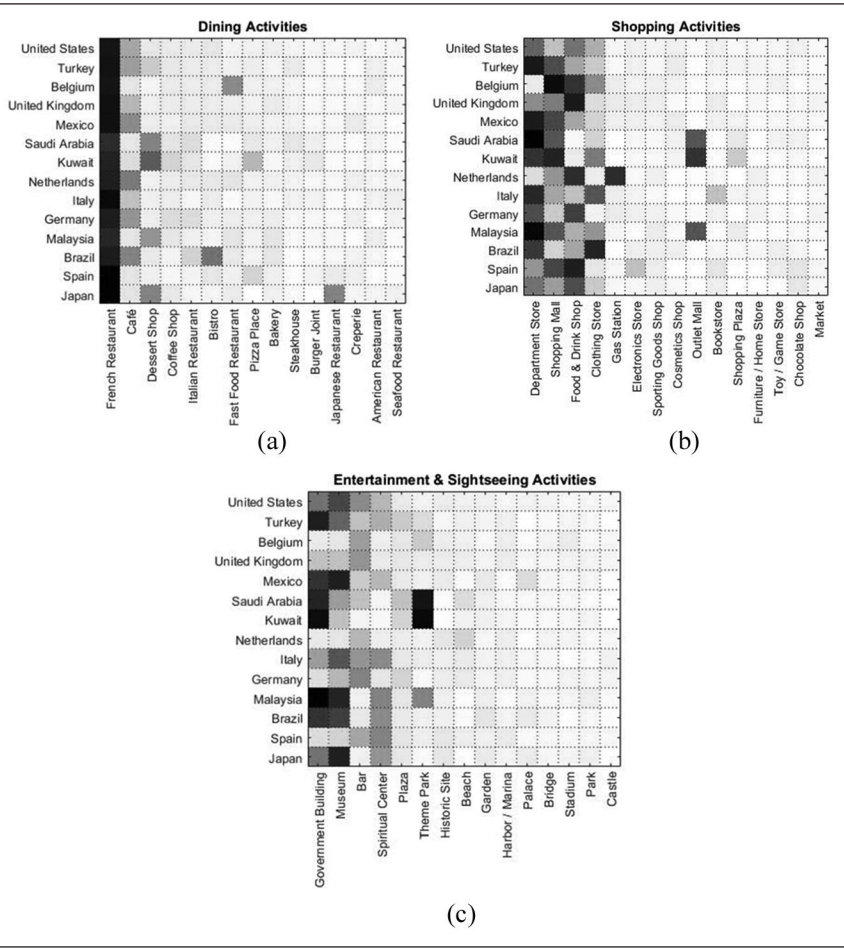 Dining Activities
United States
Turkey
Belgium
United Kingdom
Mexico
Saudi Arabia
Kuwait
Netherlands
Italy
Germany
Malaysia
Brazil
Spain
Japan
French Restaurant
Café
Dessert Shop
Coffee Shop
Italian Restaurant
Bistro
Fast Food Restaurant
Pizza Place
Bakery
Steakhouse
Burger Joint
Japanese Restaurant
Creperie
American Restaurant
Seafood Restaurant
(a)
Shopping Activities
United States
Turkey
Belgium
United Kingdom
Mexico
Saudi Arabia
Kuwait
Netherlands
Italy
Germany
Malaysia
Brazil
Spain
Japan
Department Store
Shopping Mall
Food & Drink Shop
Clothing Store
Gas Station
Electronics Store
Sporting Goods Shop
Cosmetics Shop
Outlet Mall
Bookstore
Shopping Plaza
Furniture / Home Store
Toy / Game Store
Chocolate Shop
Market
(b)
Entertainment & Sightseeing Activities
United States
Turkey
Belgium
United Kingdom
Mexico
Saudi Arabia
Kuwait
Netherlands
Italy
Germany
Malaysia
Brazil
Spain
Japan
Government Building
Museum
Bar
Spiritual Center
Plaza
Theme Park
Historic Site
Beach
Garden
Harbor / Marina
Palace
Bridge
Stadium
Park
Castle
(c)